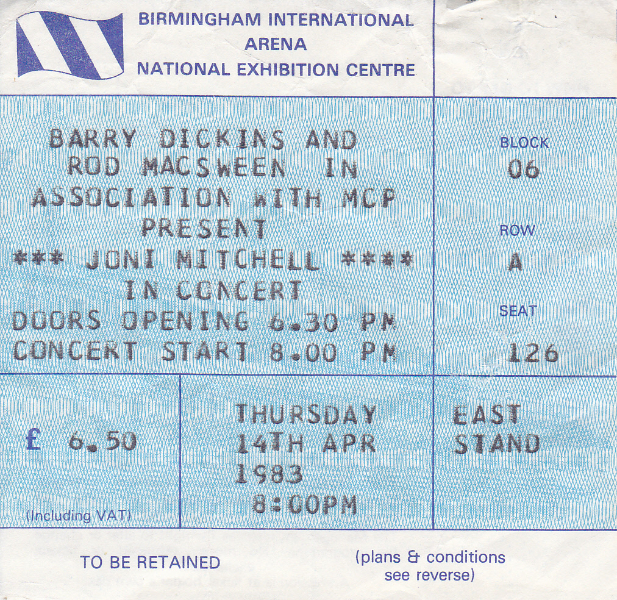 BIRMINGHAM INTERNATIONAL
ARENA
NATIONAL EXHIBITION CENTRE
BARRY DICKINS AND
ROD MACSWEEN IN
ASSOCIATION WITH MCP
PRESENT
*** JONI MITCHELL ****
IN CONCERT
DOORS OPENING 6.30 PM
CONCERT START 8.00 PM
BLOCK
06
ROW
A
SEAT
126
£ 6.50
(Including VAT)
THURSDAY
14TH APR
1983
8:00PM
EAST
STAND
TO BE RETAINED
(plans & conditions
see reverse)